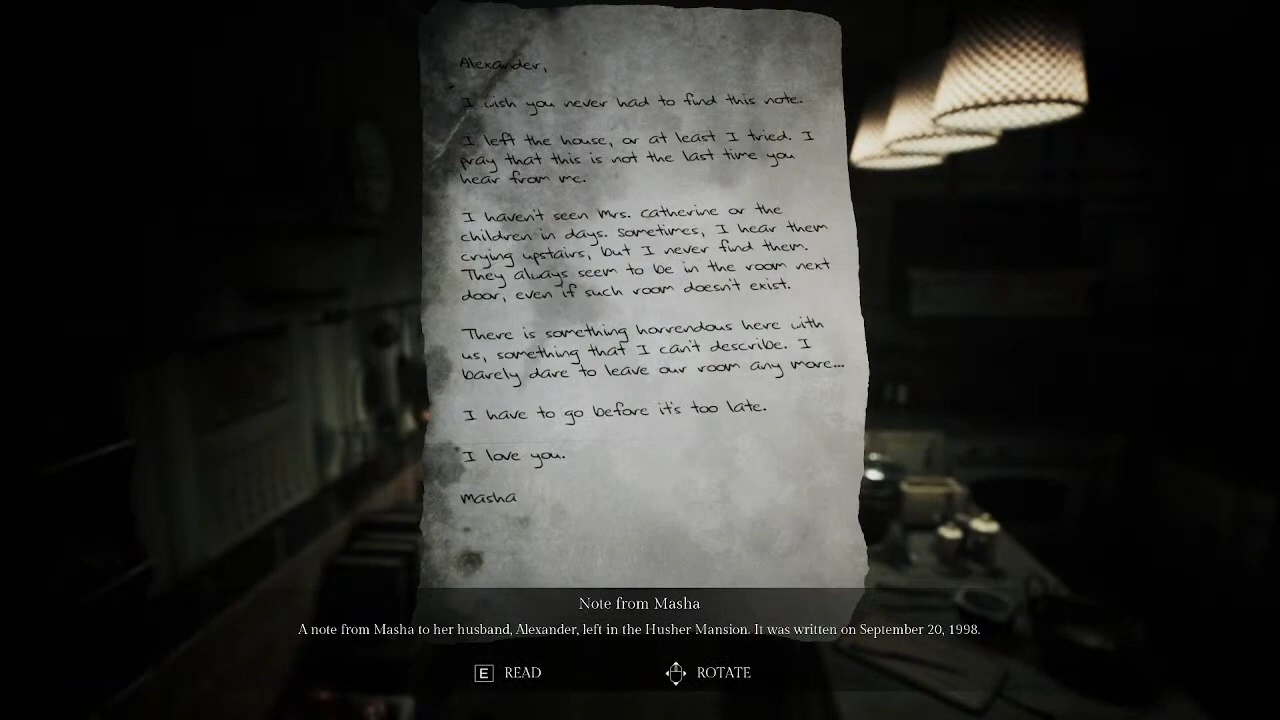 Alexander,
I wish you never had to find this note.
I left the house, or at least I tried. I
pray that this is not the last time you
hear from me.
I haven't seen Mrs. Catherine or the
children in days. Sometimes, I hear them
crying upstairs, but I never find them.
They always seem to be in the room next
door, even if such room doesn't exist.
There is something horrendous here with
us, something that I can't describe. I
barely dare to leave our room any more...
I have to go before it's too late.
I love you.
Masha
Note from Masha
A note from Masha to her husband, Alexander, left in the Husher Mansion. It was written on September 20, 1998.
E READ ROTATE